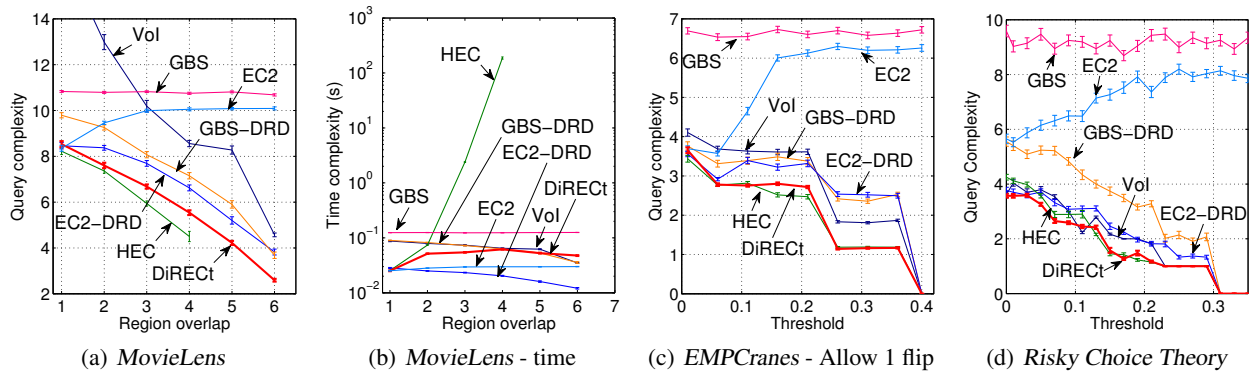 14
12
10
8
6
4
2
Query complexity
1 2 3 4 5 6
Region overlap
VoI
GBS
EC2
GBS−DRD
EC2−DRD
HEC
DiRECt
(a) MovieLens
10^3
10^2
10^1
10^0
10^−1
10^−2
Time complexity (s)
1 2 3 4 5 6 7
Region overlap
HEC
GBS−DRD
EC2−DRD
DiRECt
GBS
EC2
VoI
(b) MovieLens - time
7
6
5
4
3
2
1
0
Query complexity
0 0.1 0.2 0.3 0.4
Threshold
GBS
EC2
VoI
GBS−DRD
EC2−DRD
HEC
DiRECt
(c) EMPCranes - Allow 1 flip
10
8
6
4
2
0
Query Complexity
0 0.1 0.2 0.3
Threshold
GBS
EC2
GBS−DRD
VoI
EC2−DRD
HEC
DiRECt
(d) Risky Choice Theory